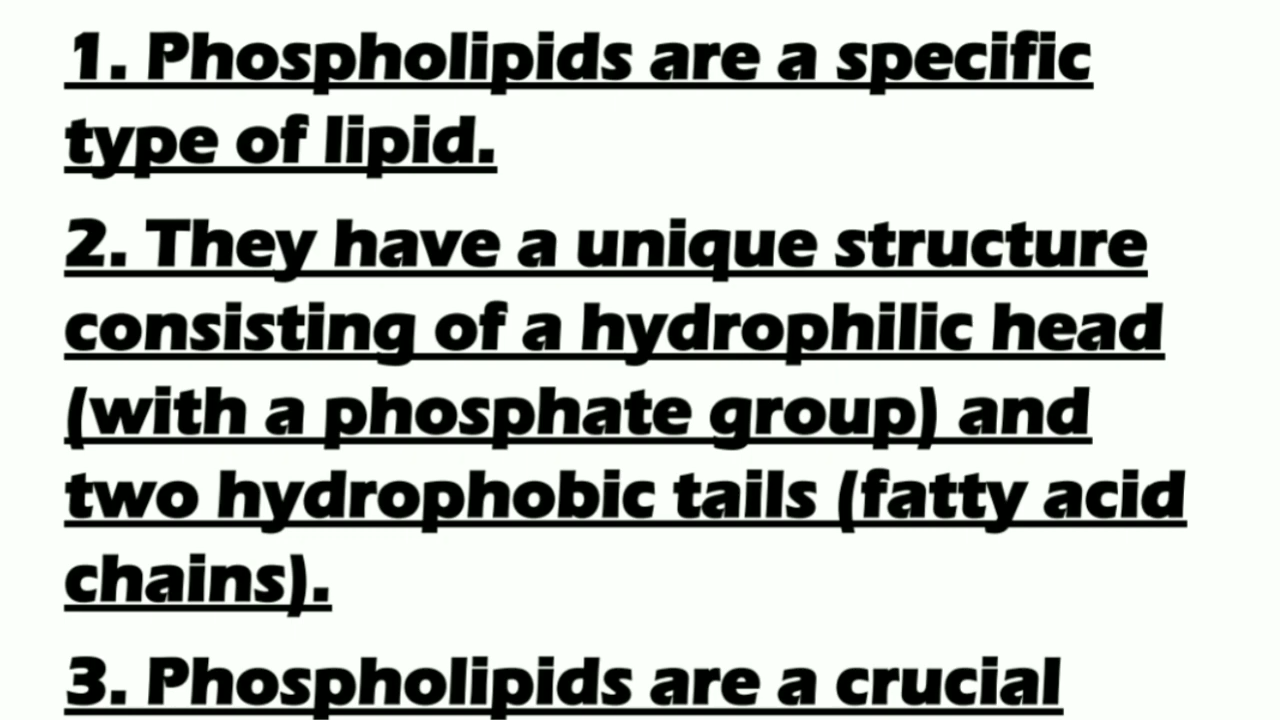 1. Phospholipids are a specific
type of lipid.
2. They have a unique structure
consisting of a hydrophilic head
(with a phosphate group) and
two hydrophobic tails (fatty acid
chains).
3. Phospholipids are a crucial